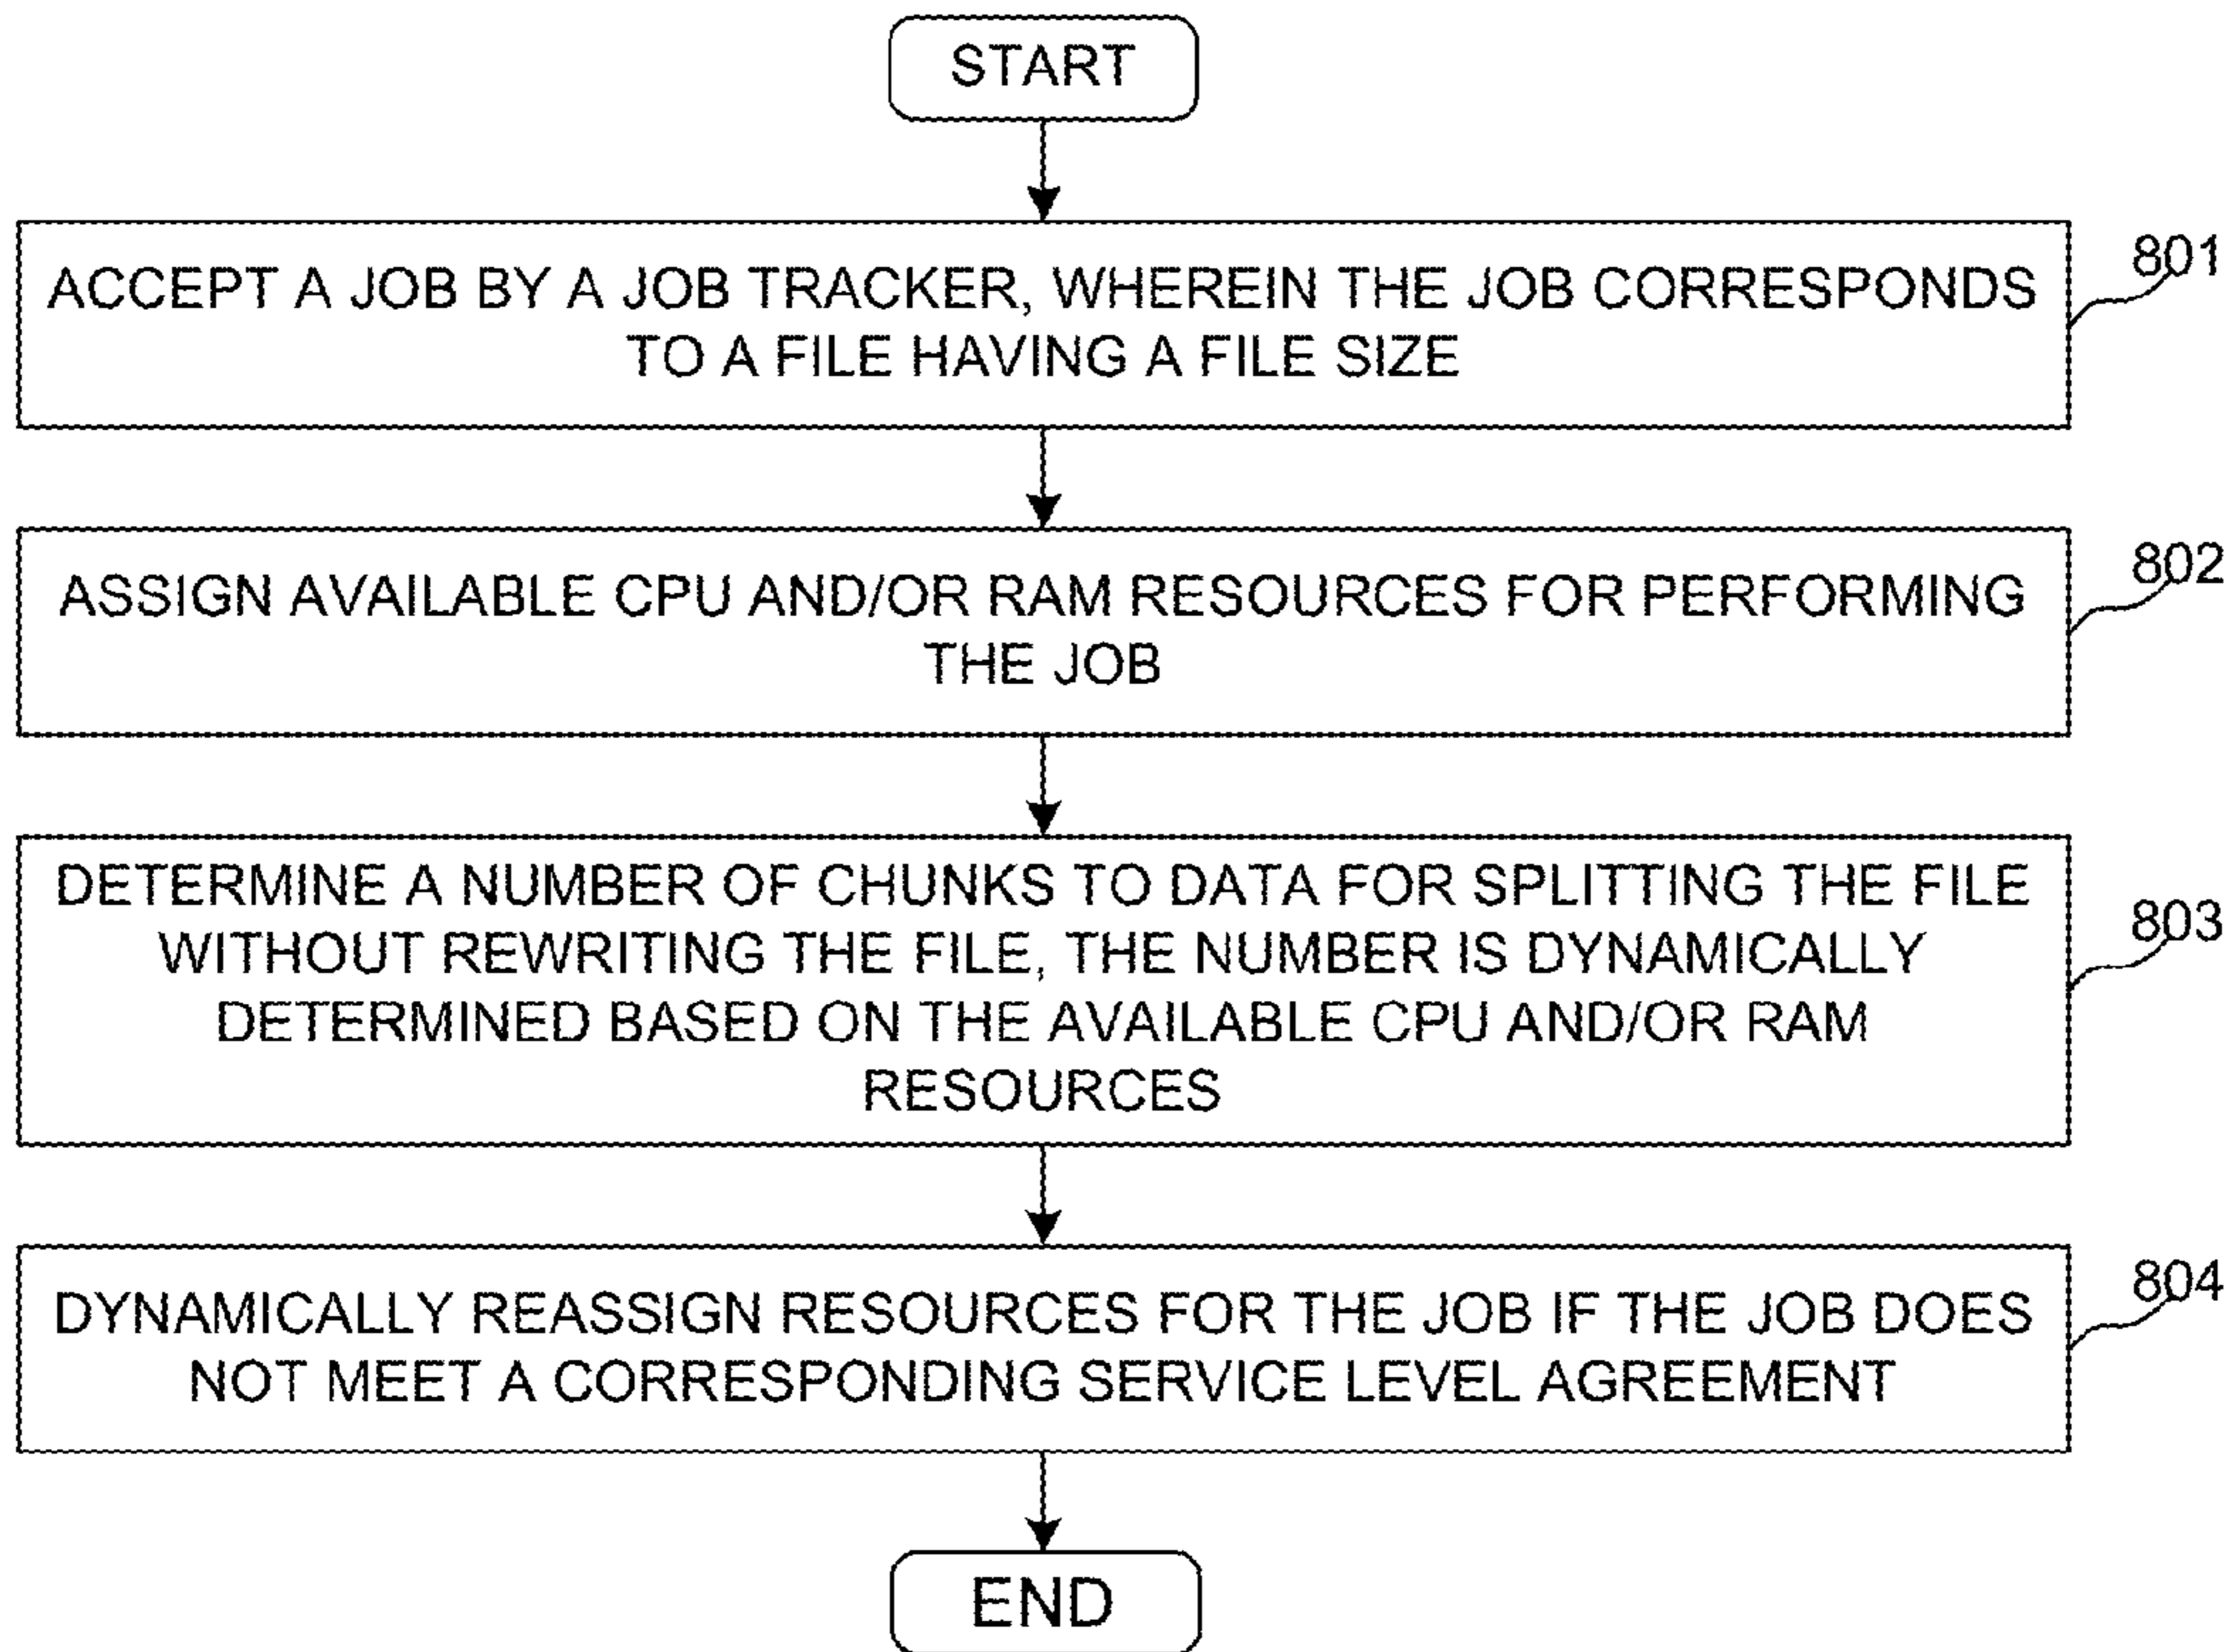 START
ACCEPT A JOB BY A JOB TRACKER, WHEREIN THE JOB CORRESPONDS
TO A FILE HAVING A FILE SIZE
801
ASSIGN AVAILABLE CPU AND/OR RAM RESOURCES FOR PERFORMING
THE JOB
802
DETERMINE A NUMBER OF CHUNKS TO DATA FOR SPLITTING THE FILE
WITHOUT REWRITING THE FILE, THE NUMBER IS DYNAMICALLY
DETERMINED BASED ON THE AVAILABLE CPU AND/OR RAM
RESOURCES
803
DYNAMICALLY REASSIGN RESOURCES FOR THE JOB IF THE JOB DOES
NOT MEET A CORRESPONDING SERVICE LEVEL AGREEMENT
804
END